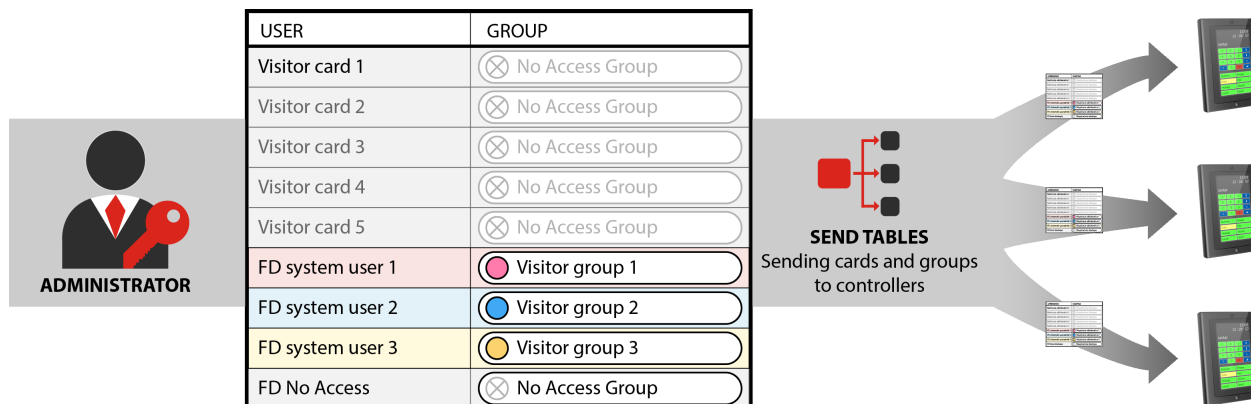 USER GROUP
Visitor card 1 No Access Group
Visitor card 2 No Access Group
Visitor card 3 No Access Group
Visitor card 4 No Access Group
Visitor card 5 No Access Group
FD system user 1 Visitor group 1
FD system user 2 Visitor group 2
FD system user 3 Visitor group 3
FD No Access No Access Group
ADMINISTRATOR
SEND TABLES
Sending cards and groups
to controllers